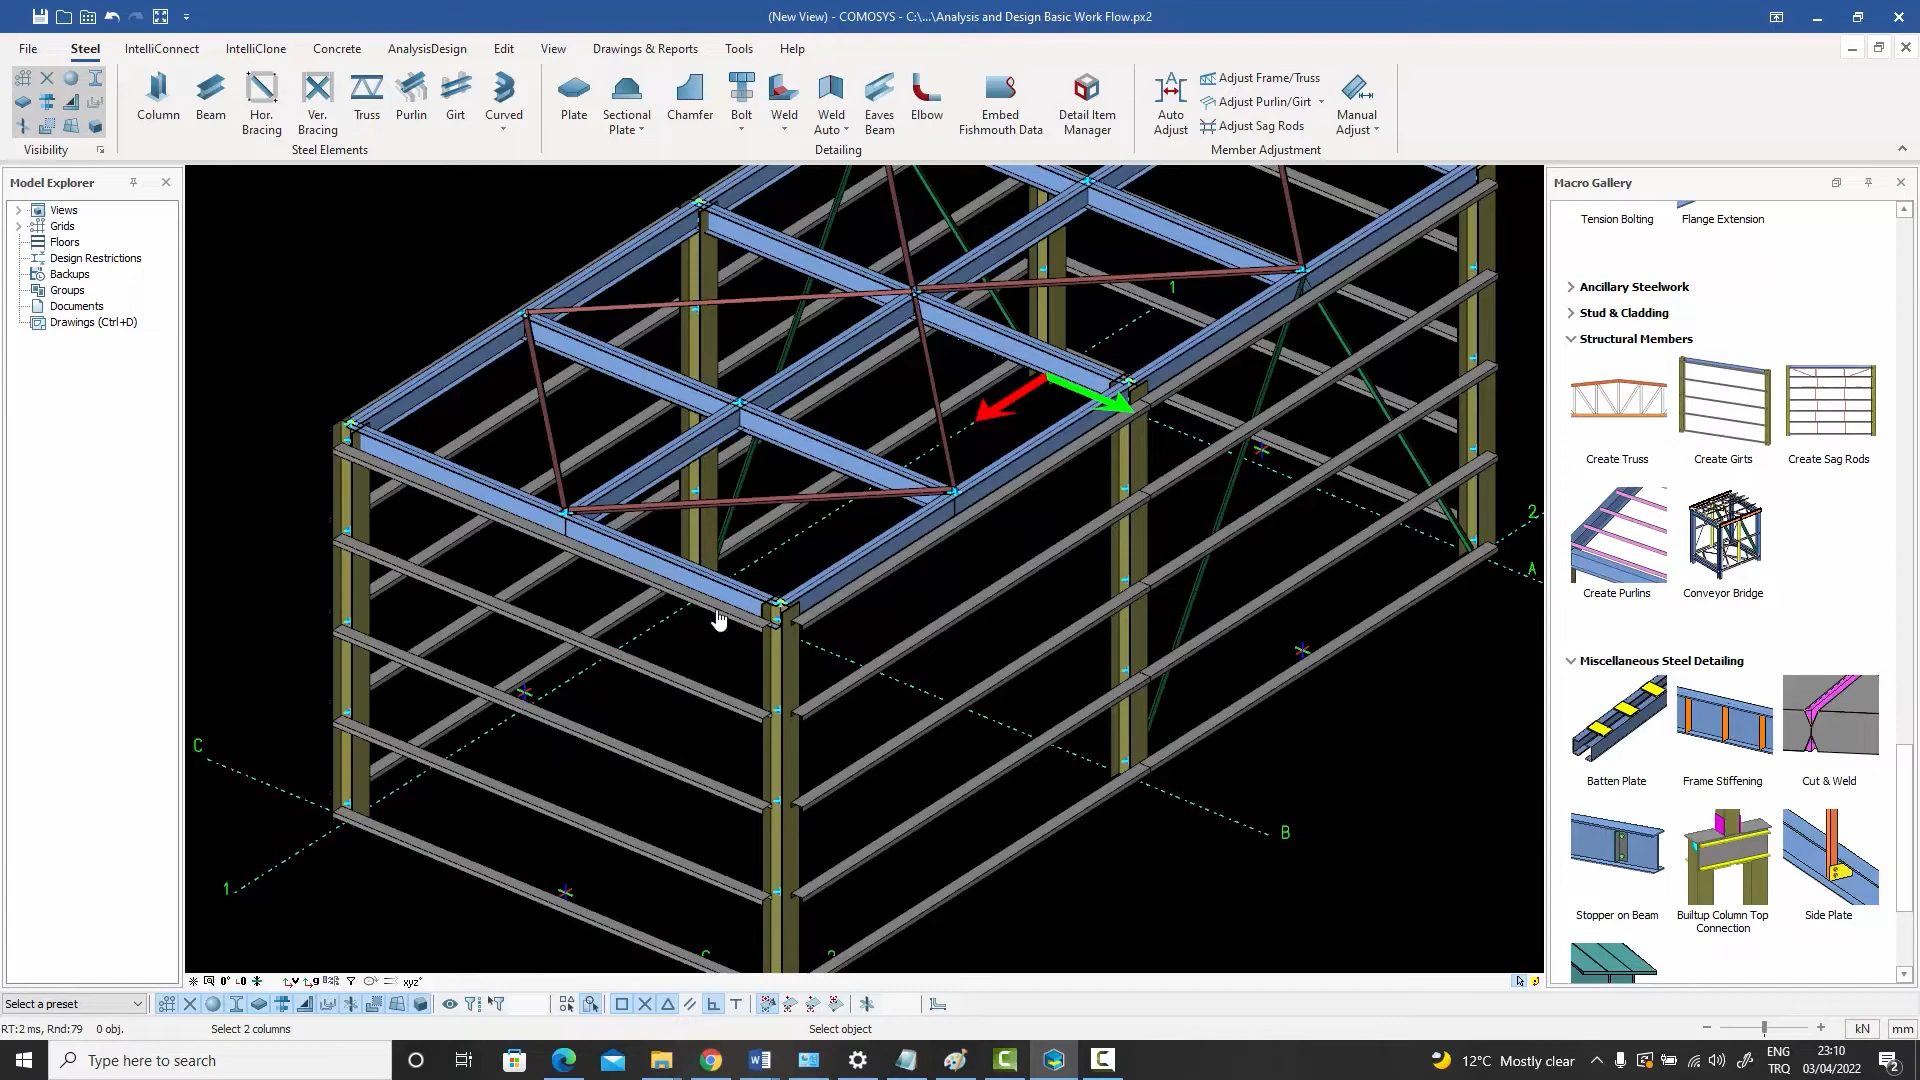 (New View) - COMOSYS - C:\...\Analysis and Design Basic Work Flow.px2
File Steel IntelliConnect IntelliClone Concrete AnalysisDesign Edit View Drawings & Reports Tools Help
Column Beam Hor. Bracing Ver. Bracing Truss Purlin Girt Curved
Plate Sectional Plate Chamfer Bolt Weld Weld Auto Eaves Beam Elbow Embed Fishmouth Data Detail Item Manager
Auto Adjust
Adjust Frame/Truss
Adjust Purlin/Girt
Adjust Sag Rods
Manual Adjust
Visibility Steel Elements Detailing Member Adjustment
Model Explorer
Views
Grids
Floors
Design Restrictions
Backups
Groups
Documents
Drawings (Ctrl+D)
1
2
A
C
B
1
Macro Gallery
Tension Bolting Flange Extension
Ancillary Steelwork
Stud & Cladding
Structural Members
Create Truss Create Girts Create Sag Rods
Create Purlins Conveyor Bridge
Miscellaneous Steel Detailing
Batten Plate Frame Stiffening Cut & Weld
Stopper on Beam Builtup Column Top Connection Side Plate
xyz
Select a preset
RT:2 ms, Rnd:79 0 obj. Select 2 columns Select object kN mm
Type here to search
12°C Mostly clear
ENG
TRQ
23:10
03/04/2022
2